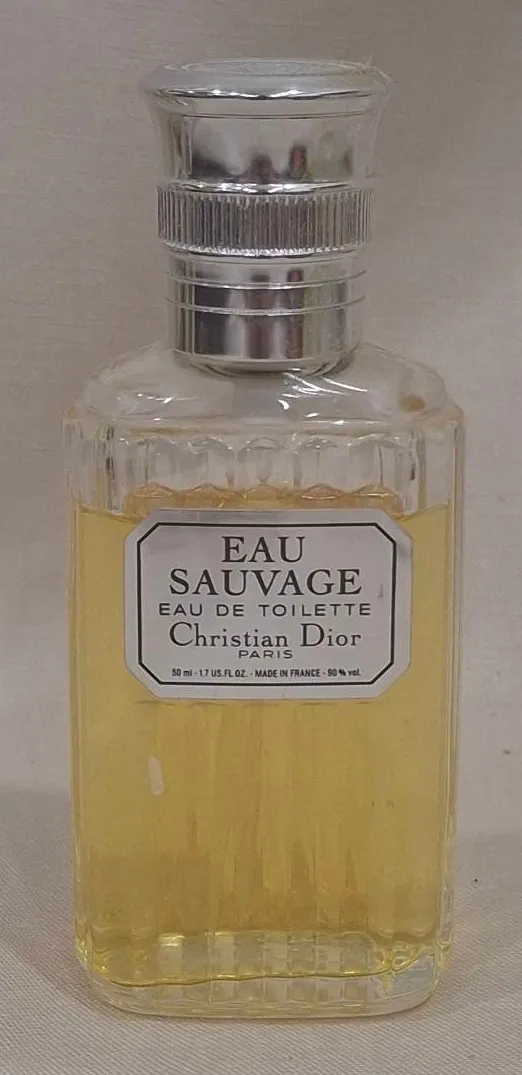 EAU
SAUVAGE
EAU DE TOILETTE
Christian Dior
PARIS
50 ml - 1.7 US.FL.OZ. - MADE IN FRANCE - 90 % vol.